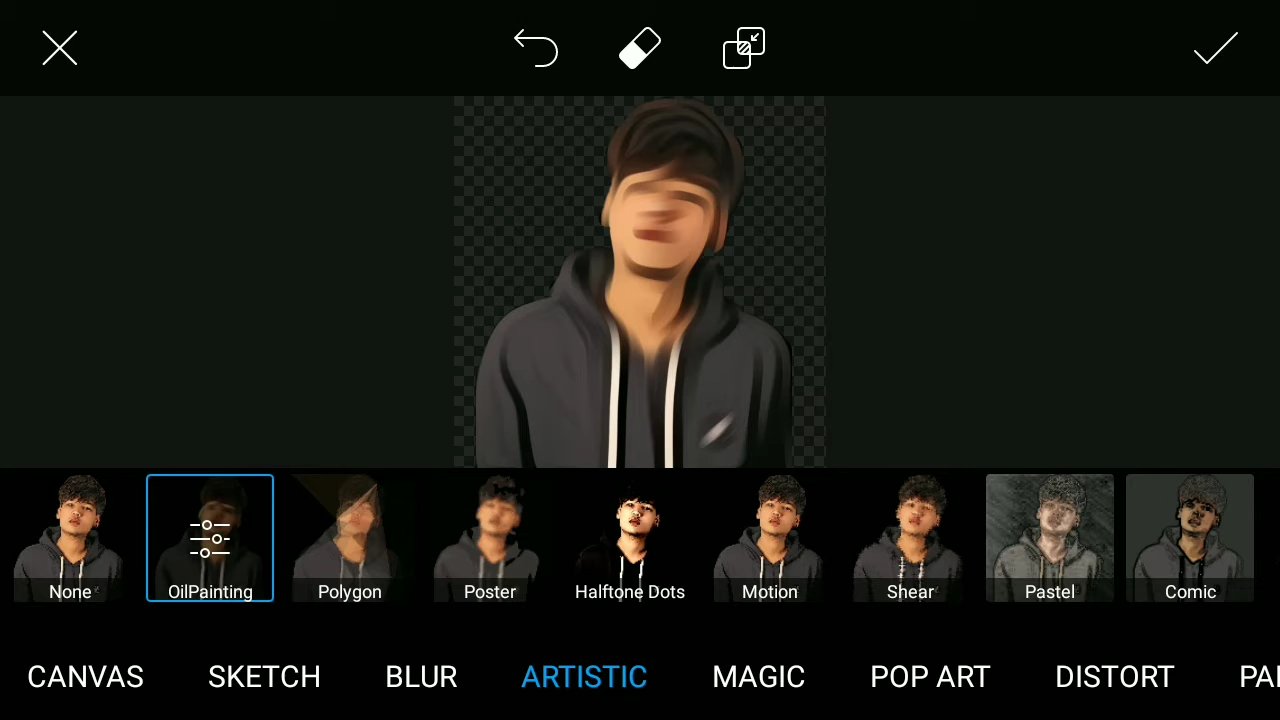 None OilPainting Polygon Poster Halftone Dots Motion Shear Pastel Comic
CANVAS SKETCH BLUR ARTISTIC MAGIC POP ART DISTORT